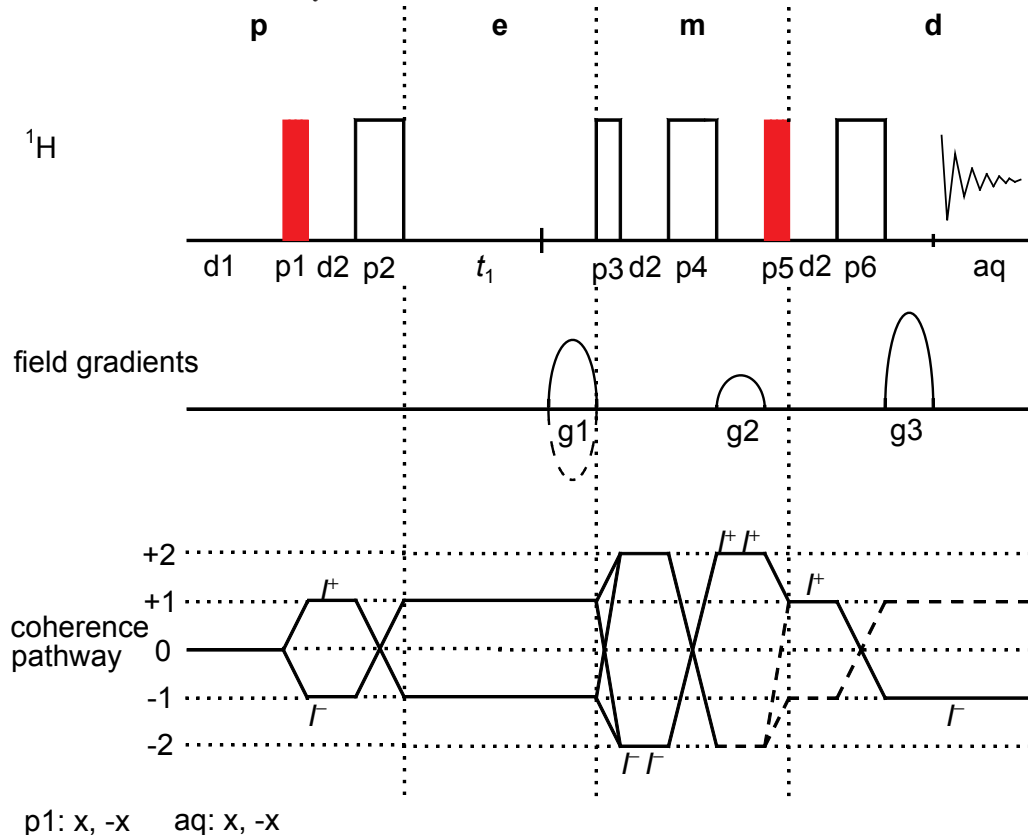 p e m d
¹H
d1 p1 d2 p2 t₁ p3 d2 p4 p5 d2 p6 aq
field gradients
g1 g2 g3
+2 I⁺ I⁺
+1 I⁺ I⁺
coherence
pathway 0
-1 I⁻ I⁻
-2 I⁻ I⁻
p1: x, -x aq: x, -x